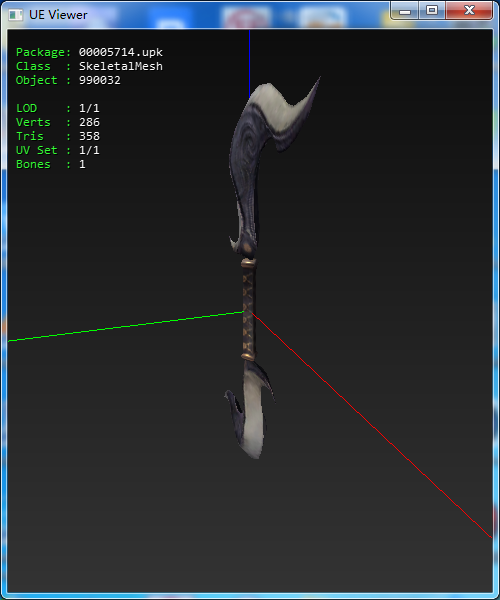 UE Viewer
Package: 00005714.upk
Class : SkeletalMesh
Object : 990032
LOD : 1/1
Verts : 286
Tris : 358
UV Set : 1/1
Bones : 1